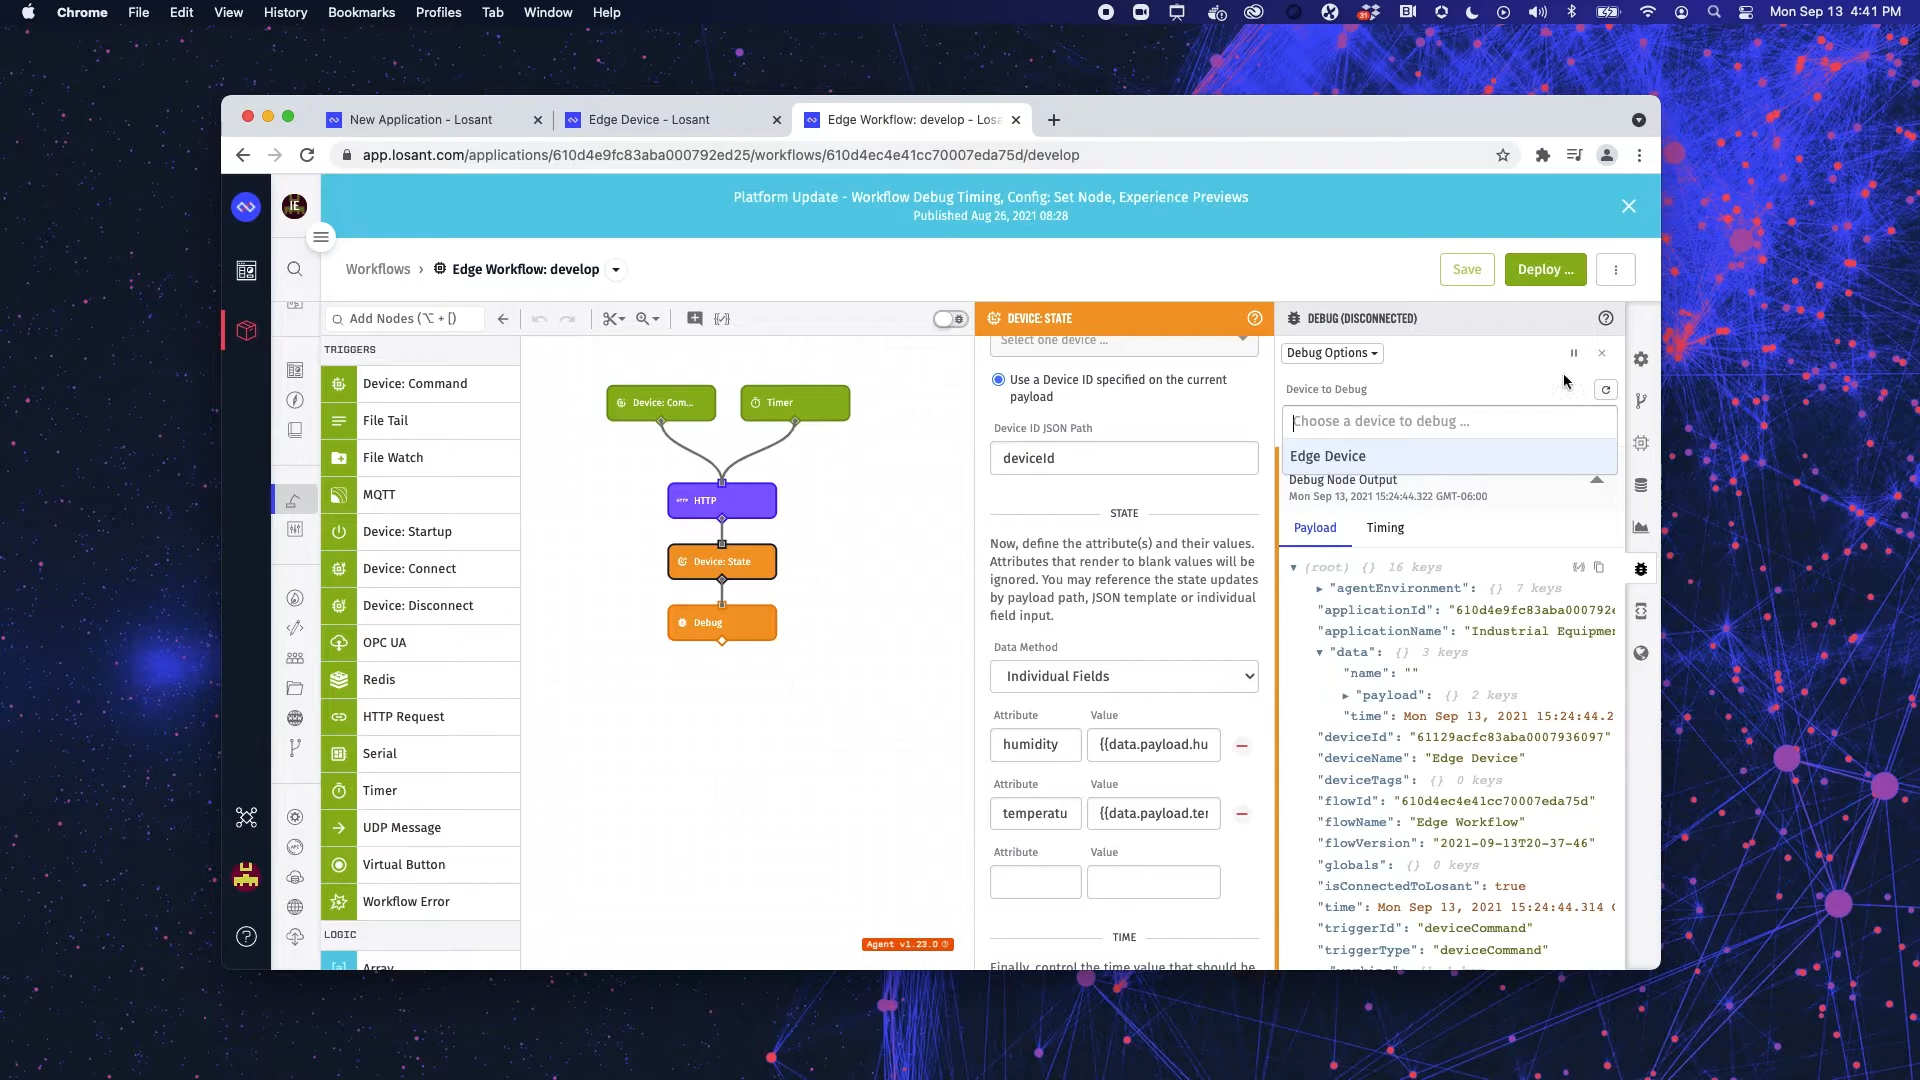 Chrome File Edit View History Bookmarks Profiles Tab Window Help
31
Mon Sep 13 4:41 PM
New Application - Losant
Edge Device - Losant
Edge Workflow: develop - Losa
app.losant.com/applications/610d4e9fc83aba000792ed25/workflows/610d4ec4e41cc70007eda75d/develop
IE
Platform Update - Workflow Debug Timing, Config: Set Node, Experience Previews
Published Aug 26, 2021 08:28
Workflows › Edge Workflow: develop
Save
Deploy ...
Add Nodes (⌥ + [)
TRIGGERS
Device: Command
File Tail
File Watch
MQTT
Device: Startup
Device: Connect
Device: Disconnect
OPC UA
Redis
HTTP Request
Serial
Timer
UDP Message
Virtual Button
Workflow Error
LOGIC
Array
Device: Com...
Timer
HTTP HTTP
Device: State
Debug
Agent v1.23.0
DEVICE: STATE
Select one device ...
Use a Device ID specified on the current
payload
Device ID JSON Path
deviceId
STATE
Now, define the attribute(s) and their values.
Attributes that render to blank values will be
ignored. You may reference the state updates
by payload path, JSON template or individual
field input.
Data Method
Individual Fields
Attribute Value
humidity {{data.payload.hu
Attribute Value
temperatu {{data.payload.ter
Attribute Value
TIME
Finally, control the time value that should be
DEBUG (DISCONNECTED)
Debug Options
Device to Debug
Choose a device to debug ...
Edge Device
Debug Node Output
Mon Sep 13, 2021 15:24:44.322 GMT-06:00
Payload Timing
(root) {} 16 keys
"agentEnvironment": {} 7 keys
"applicationId": "610d4e9fc83aba000792e
"applicationName": "Industrial Equipmer
"data": {} 3 keys
"name": ""
"payload": {} 2 keys
"time": Mon Sep 13, 2021 15:24:44.2
"deviceId": "61129acfc83aba0007936097"
"deviceName": "Edge Device"
"deviceTags": {} 0 keys
"flowId": "610d4ec4e41cc70007eda75d"
"flowName": "Edge Workflow"
"flowVersion": "2021-09-13T20-37-46"
"globals": {} 0 keys
"isConnectedToLosant": true
"time": Mon Sep 13, 2021 15:24:44.314 (
"triggerId": "deviceCommand"
"triggerType": "deviceCommand"